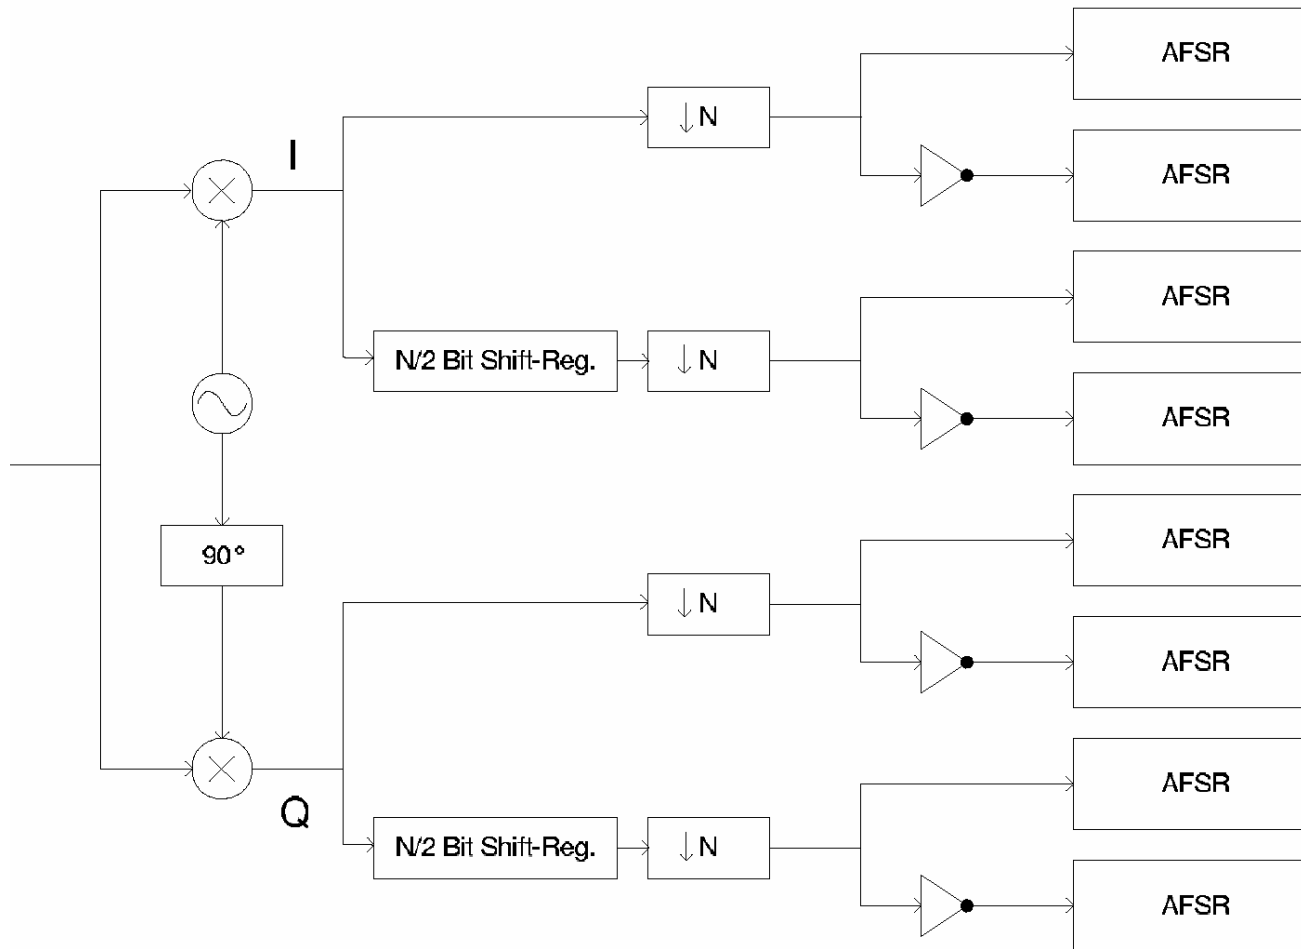 AFSR
↓ N
I
AFSR
AFSR
N/2 Bit Shift-Reg.
↓ N
AFSR
AFSR
90°
↓ N
AFSR
AFSR
Q
N/2 Bit Shift-Reg.
↓ N
AFSR